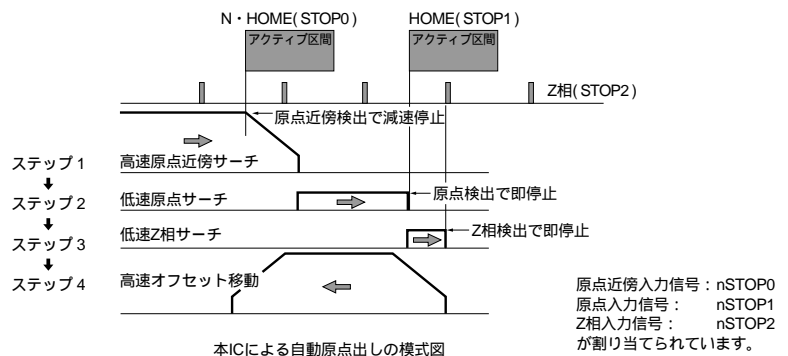 N・HOME(STOP0)
HOME(STOP1)
アクティブ区間
アクティブ区間
Z相(STOP2)
原点近傍検出で減速停止
ステップ1
高速原点近傍サーチ
ステップ2
低速原点サーチ
原点検出で即停止
ステップ3
低速Z相サーチ
Z相検出で即停止
ステップ4
高速オフセット移動
原点近傍入力信号：nSTOP0
原点入力信号： nSTOP1
Z相入力信号： nSTOP2
が割り当てられています。
本ICによる自動原点出しの模式図